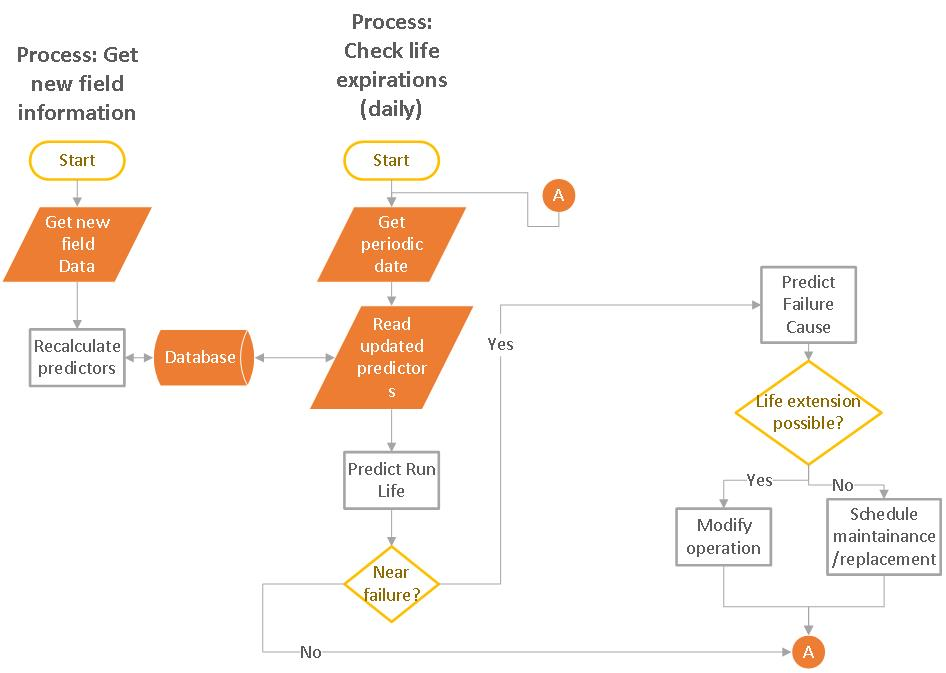 Process: Get
new field
information
Start
Get new
field
Data
Recalculate
predictors
Database
Process:
Check life
expirations
(daily)
Start
A
Get
periodic
date
Read
updated
predictor
s
Predict Run
Life
Near
failure?
Yes
No
Predict
Failure
Cause
Life extension
possible?
Yes
No
Modify
operation
Schedule
maintainance
/replacement
A